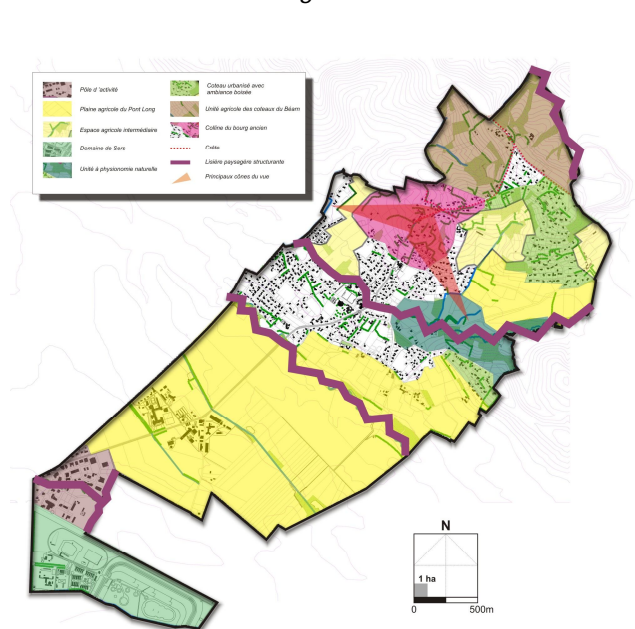 Pôle d 'activité
Plaine agricole du Pont Long
Espace agricole intermédiaire
Domaine de Sers
Unité à physionomie naturelle
Coteau urbanisé avec
ambiance boisée
Unité agricole des coteaux du Béarn
Colline du bourg ancien
Crête
Lisière paysagère structurante
Principaux cônes du vue
N
1 ha
0 500m